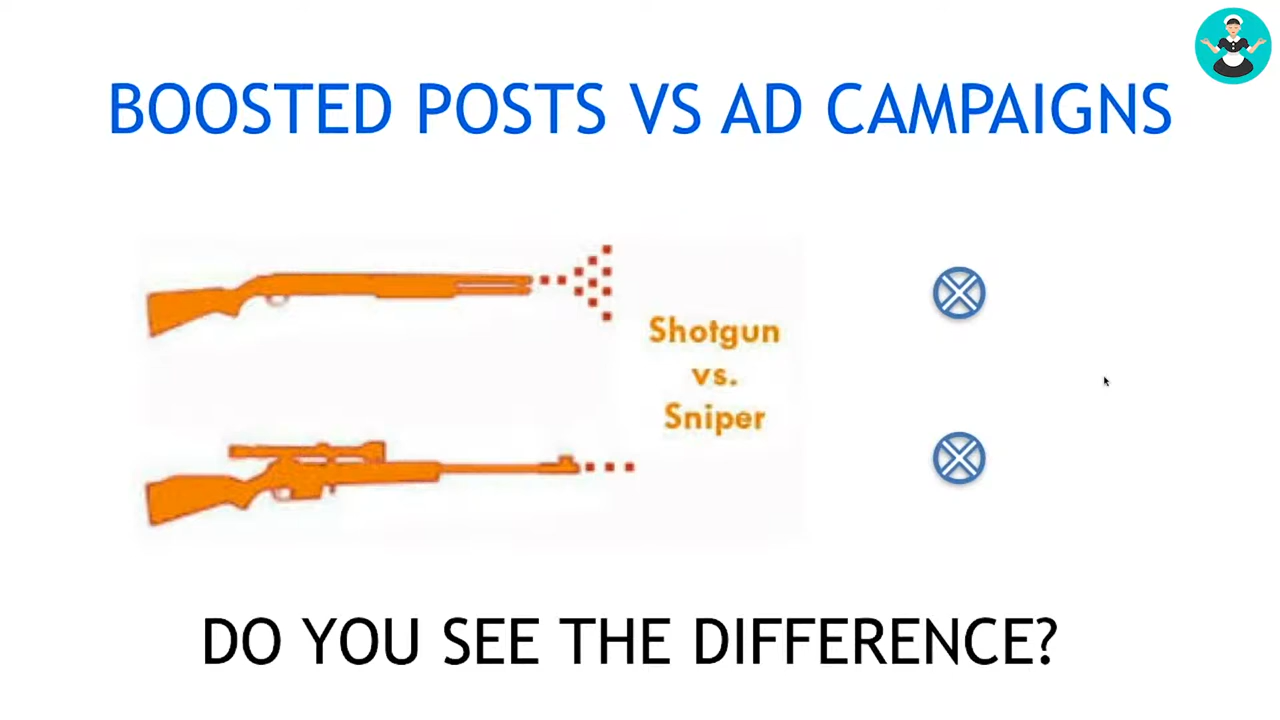 BOOSTED POSTS VS AD CAMPAIGNS
Shotgun
vs.
Sniper
DO YOU SEE THE DIFFERENCE?